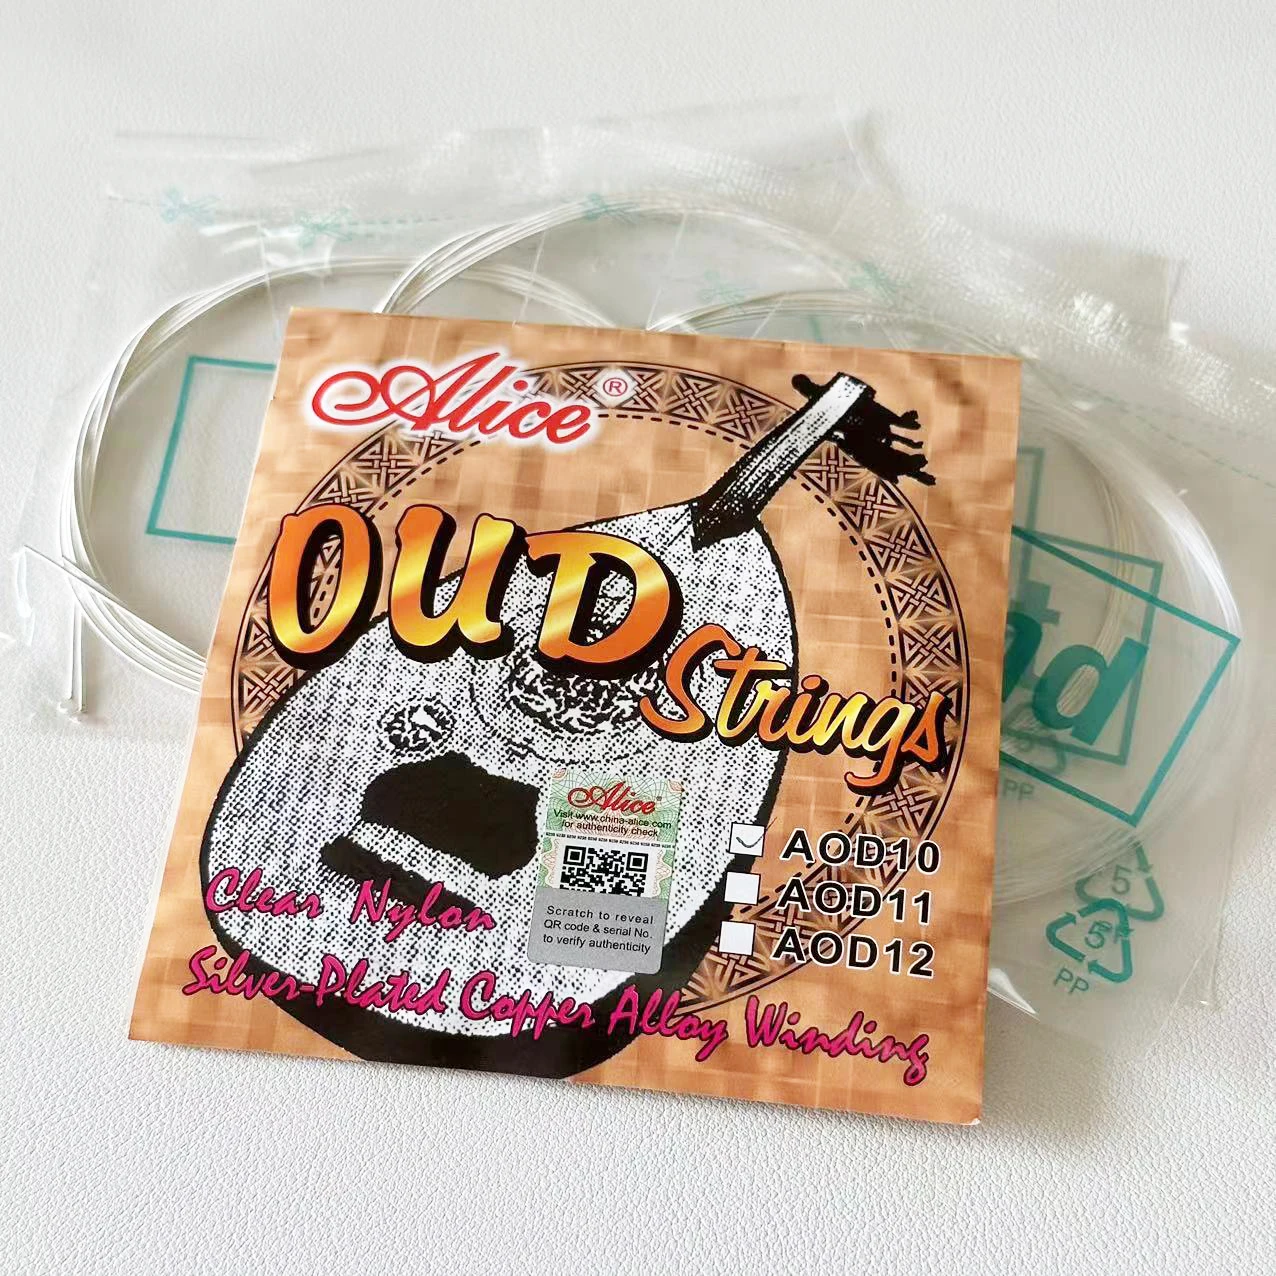 Alice®
OUD
Strings
Alice®
Visit www.china-alice.com
for authenticity check
Scratch to reveal
QR code & serial No.
to verify authenticity
AOD10
AOD11
AOD12
Clear Nylon
Silver-Plated Copper Alloy Winding
PP
5
5
PP